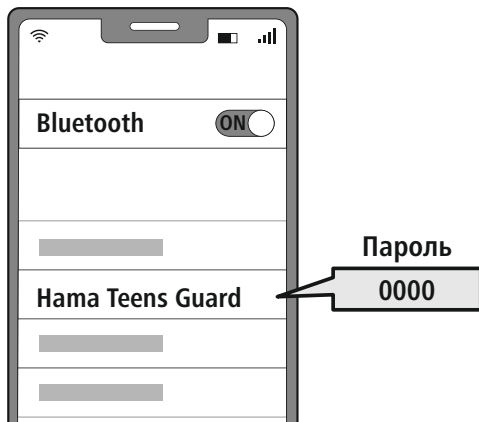 Bluetooth ON
Пароль
Hama Teens Guard 0000